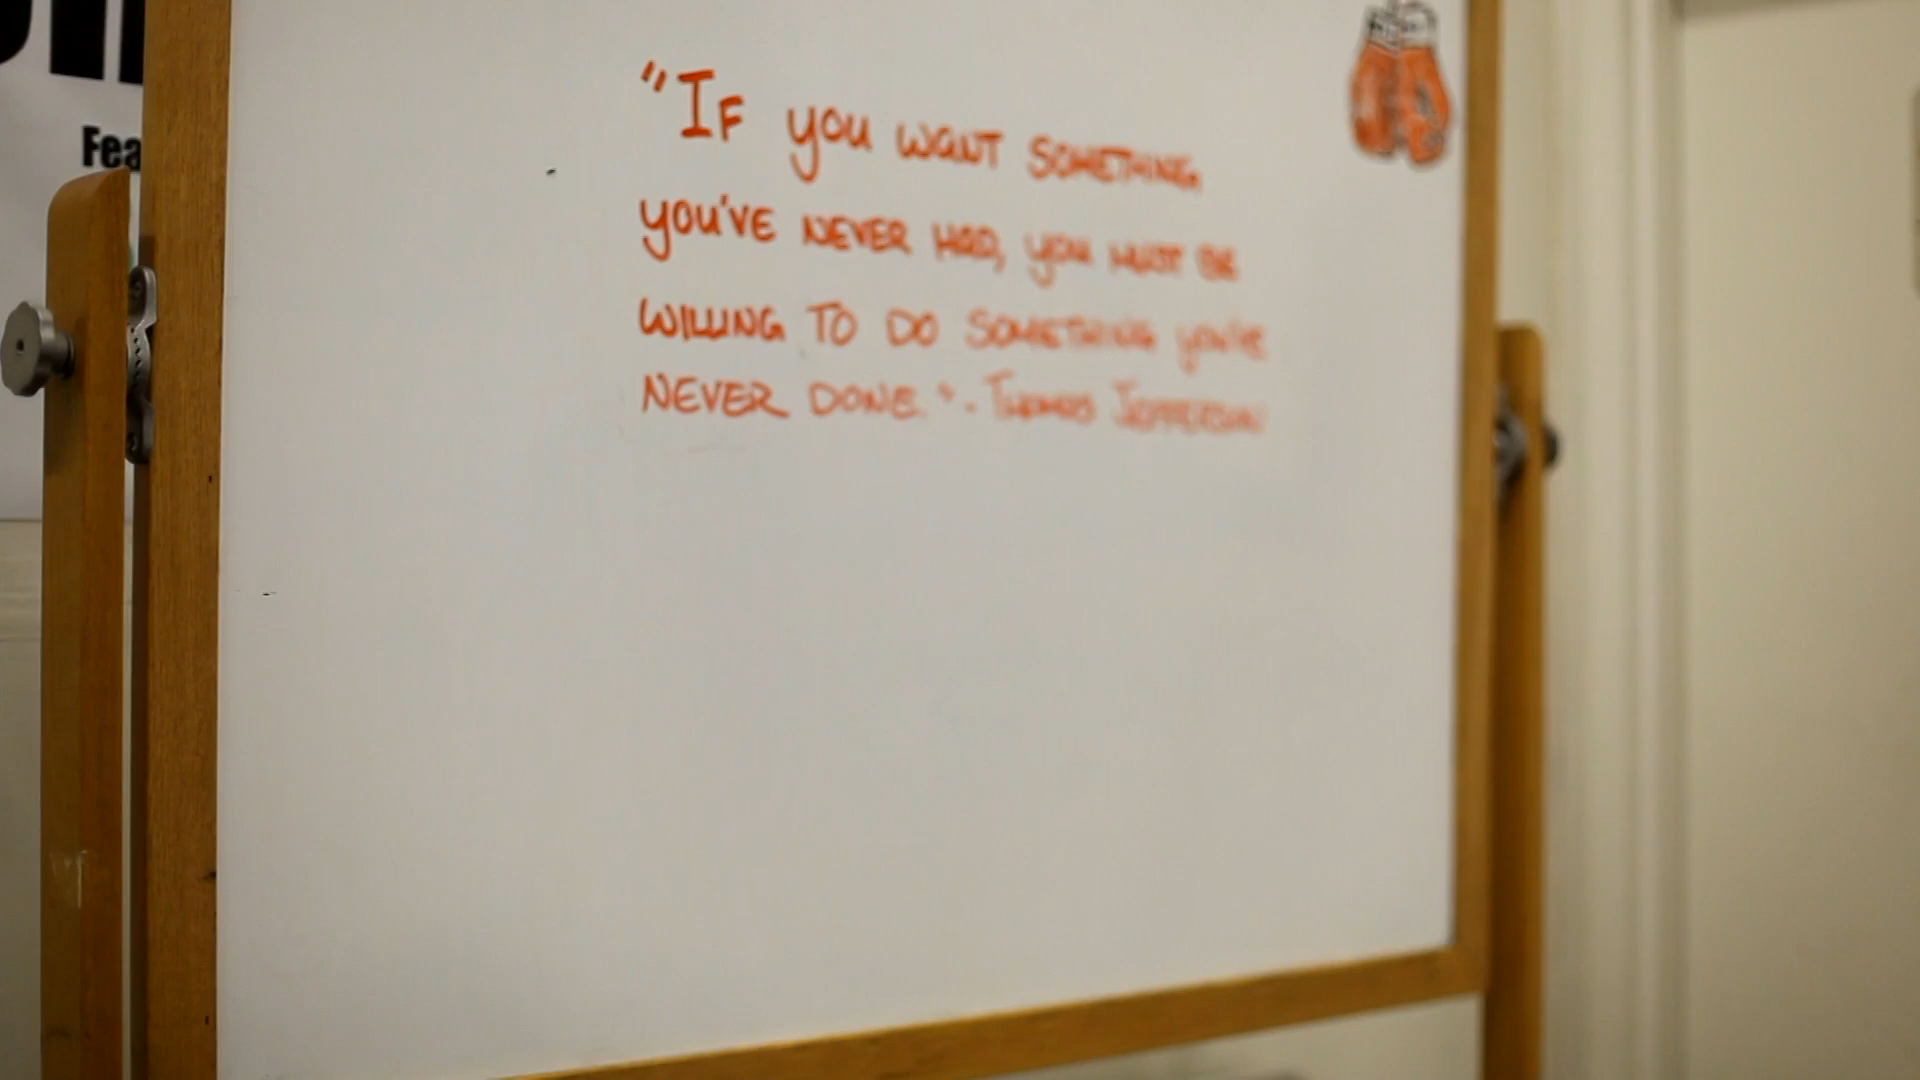 Fea
"If you want something
you've never had, you must be
willing to do something you've
never done." - Thomas Jefferson